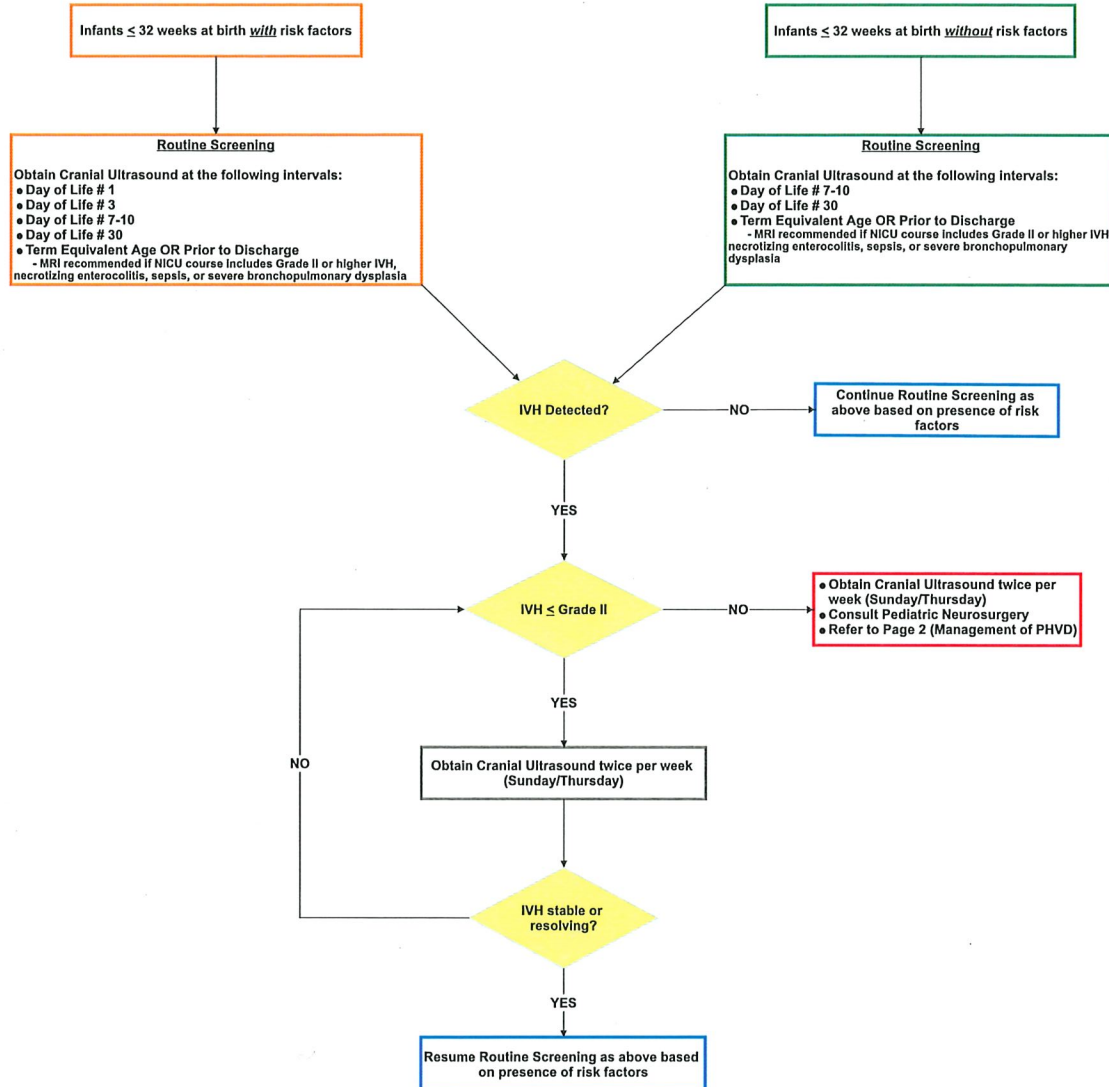 Infants ≤ 32 weeks at birth with risk factors
Infants ≤ 32 weeks at birth without risk factors
Routine Screening
Obtain Cranial Ultrasound at the following intervals:
● Day of Life # 1
● Day of Life # 3
● Day of Life # 7-10
● Day of Life # 30
● Term Equivalent Age OR Prior to Discharge
- MRI recommended if NICU course includes Grade II or higher IVH,
necrotizing enterocolitis, sepsis, or severe bronchopulmonary dysplasia
Routine Screening
Obtain Cranial Ultrasound at the following intervals:
● Day of Life # 7-10
● Day of Life # 30
● Term Equivalent Age OR Prior to Discharge
- MRI recommended if NICU course includes Grade II or higher IVH
necrotizing enterocolitis, sepsis, or severe bronchopulmonary
dysplasia
IVH Detected?
NO
Continue Routine Screening as
above based on presence of risk
factors
YES
IVH ≤ Grade II
NO
● Obtain Cranial Ultrasound twice per
week (Sunday/Thursday)
● Consult Pediatric Neurosurgery
● Refer to Page 2 (Management of PHVD)
YES
NO
Obtain Cranial Ultrasound twice per week
(Sunday/Thursday)
IVH stable or
resolving?
YES
Resume Routine Screening as above based
on presence of risk factors